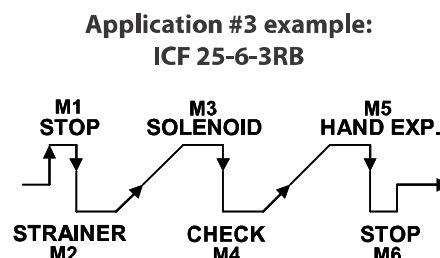 Application #3 example:
ICF 25-6-3RB
M1 M3 M5
STOP SOLENOID HAND EXP.
STRAINER CHECK STOP
M2 M4 M6